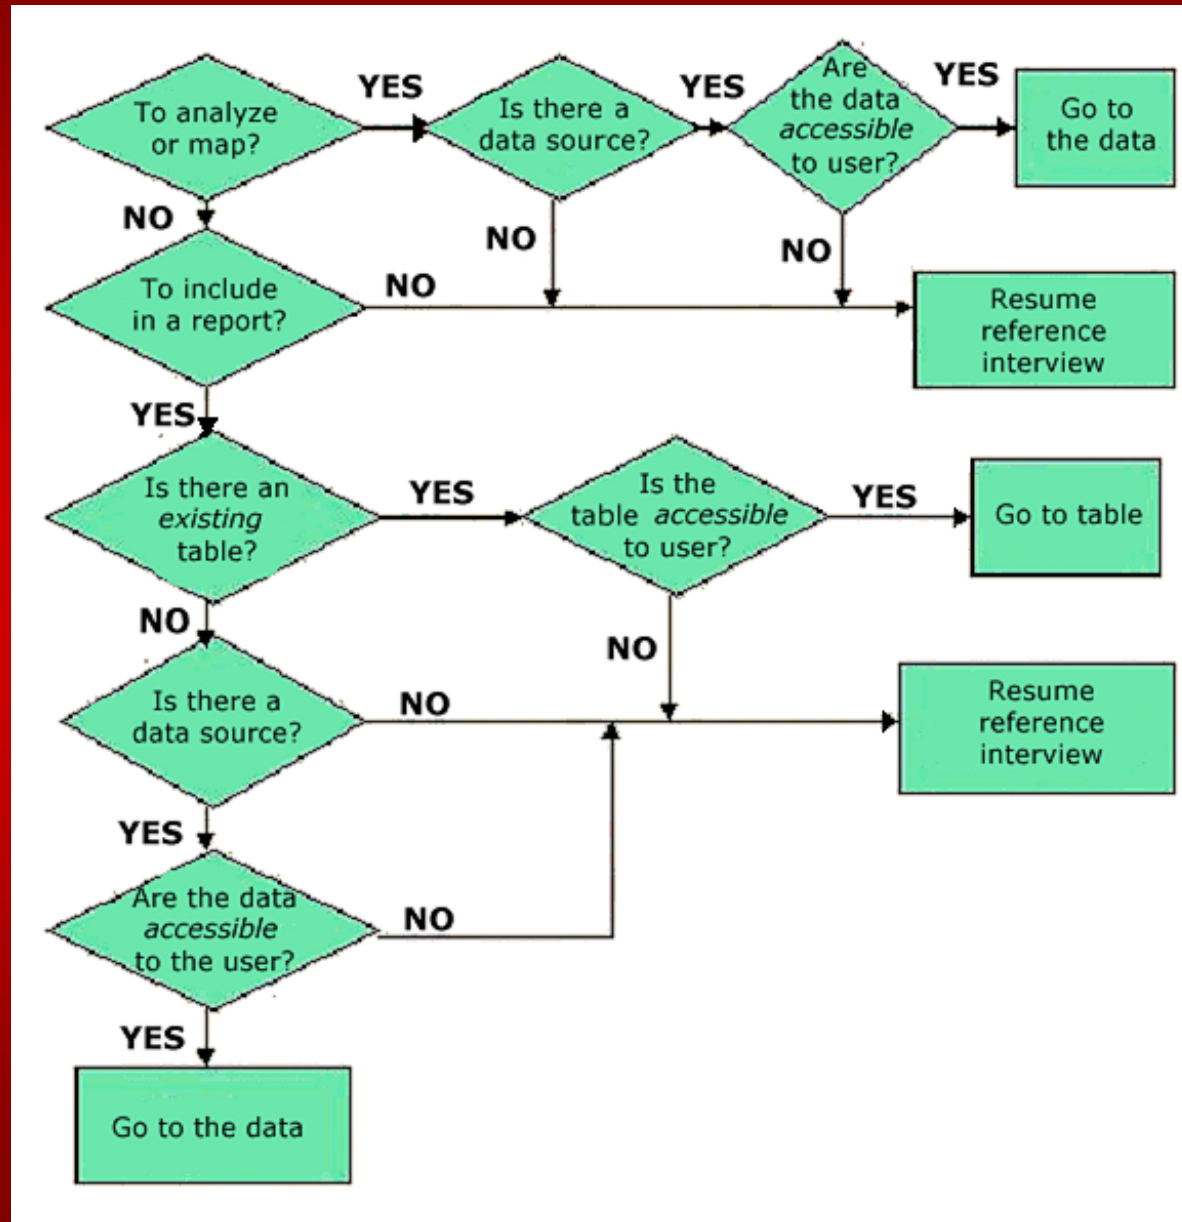 To analyze
or map?
YES
Is there a
data source?
YES
Are
the data
accessible
to user?
YES
Go to
the data
NO
NO
NO
To include
in a report?
NO
Resume
reference
interview
YES
Is there an
existing
table?
YES
Is the
table accessible
to user?
YES
Go to table
NO
NO
Is there a
data source?
NO
Resume
reference
interview
YES
Are the data
accessible
to the user?
NO
YES
Go to the data